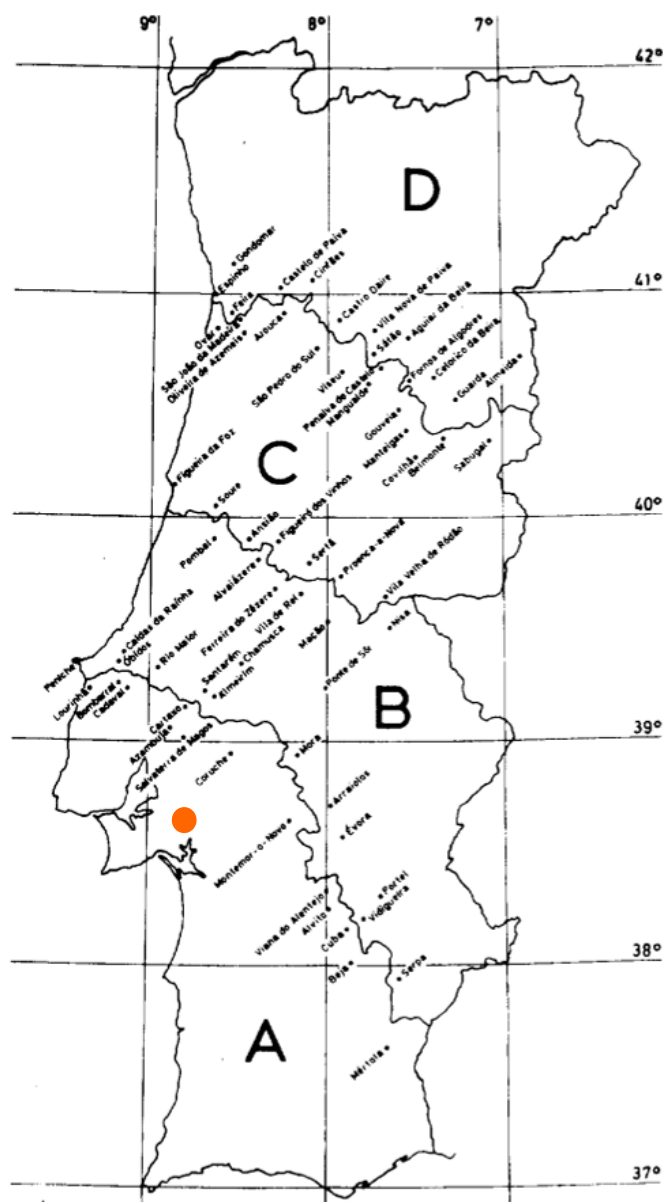 9° 8° 7°
42°
D
Gondomar
Espinho
Castelo de Paiva
Cinfães
41°
Feira
Ovar
São João da Madeira
Oliveira de Azemeis
Arouca
Castro Daire
Vila Nova de Paiva
Sátão
Aguiar da Beira
São Pedro do Sul
Viseu
Penalva do Castelo
Mangualde
Fornos de Algodres
Celorico da Beira
Guarda
Almeida
Gouveia
Manteigas
Covilhã
Belmonte
Sabugal
C
Figueira da Foz
Soure
40°
Pombal
Ansião
Figueiró dos Vinhos
Alvaiázere
Sertã
Proença-a-Nova
Vila Velha de Ródão
Ferreira do Zêzere
Vila de Rei
Mação
Nisa
Caldas da Raínha
Óbidos
Peniche
Rio Maior
Lourinhã
Bombarral
Cadaval
Santarém
Chamusca
Almeirim
Ponte de Sôr
B
Cartaxo
Azambuja
Salvaterra de Magos
39°
Coruche
Mora
Arraiolos
Montemor-o-Novo
Évora
Viana do Alentejo
Alvito
Portel
Vidigueira
Cuba
Beja
Serpa
38°
A
Mértola
37°